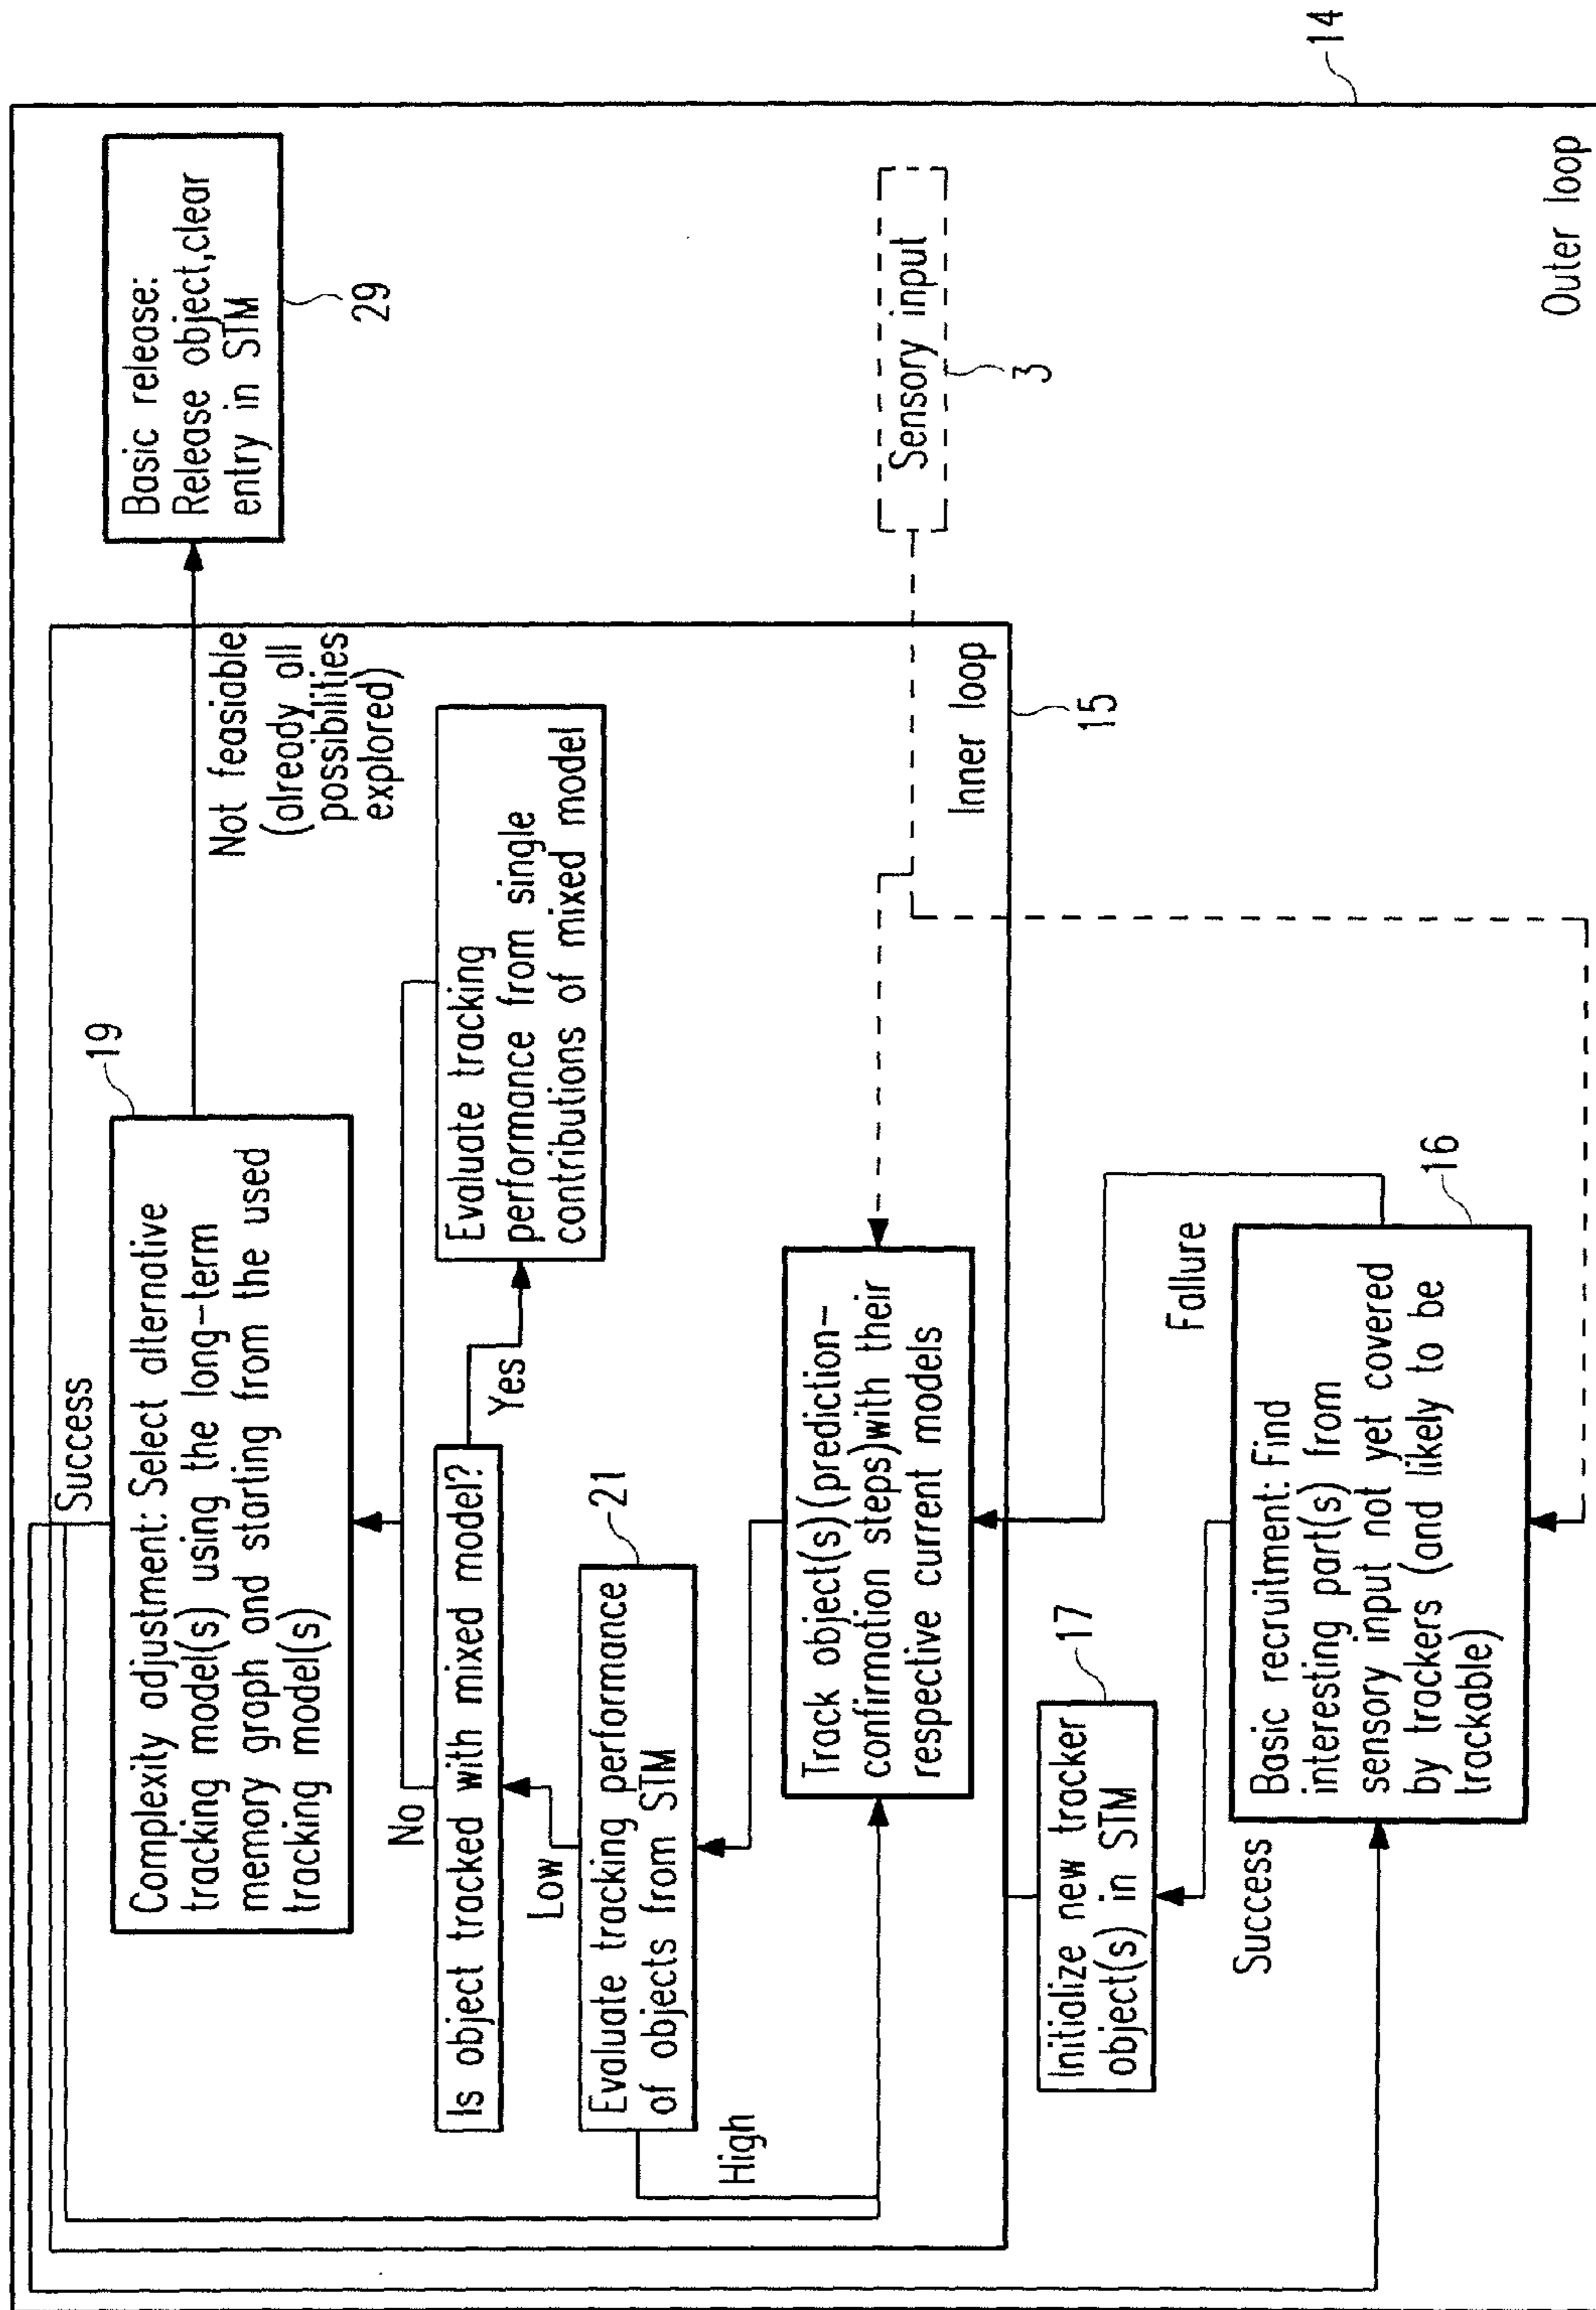 14
Success
19
Complexity adjustment: Select alternative
tracking model(s) using the long-term
memory graph and starting from the used
tracking model(s)
Not feasiable
(already all
possibilities
explored)
Basic release:
Release object,clear
entry in STM
29
No
Is object tracked with mixed model?
Yes
Evaluate tracking
performance from single
contributions of mixed model
Low
21
Evaluate tracking performance
of objects from STM
High
Track object(s)(prediction-
confirmation steps)with their
respective current models
Sensory input
3
Inner loop
15
17
Initialize new tracker
object(s) in STM
Success
Failure
16
Basic recruitment: Find
interesting part(s) from
sensory input not yet covered
by trackers (and likely to be
trackable)
Outer loop